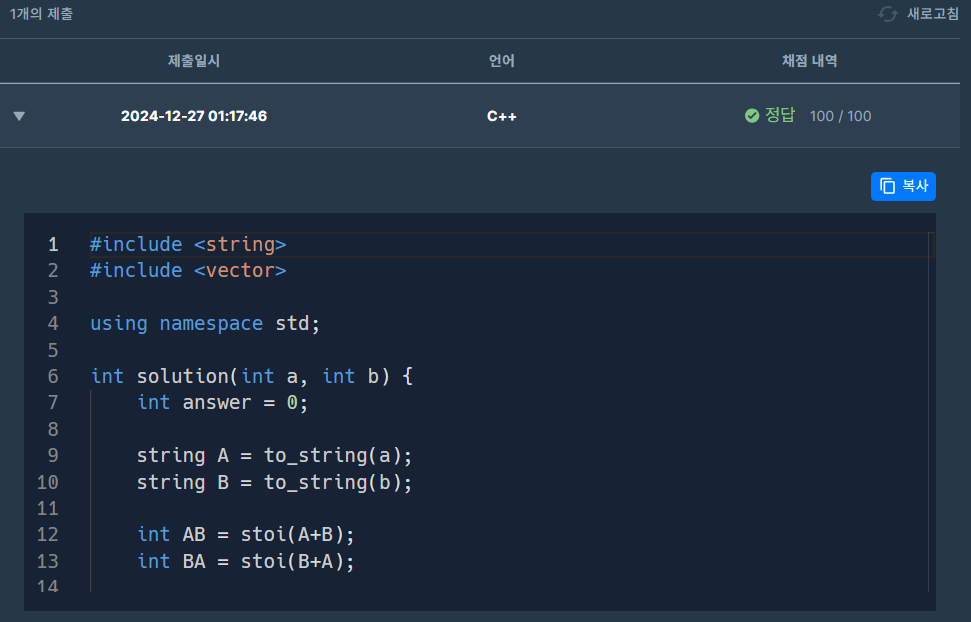 1개의 제출 새로고침
제출일시 언어 채점 내역
2024-12-27 01:17:46 C++ 정답 100 / 100
복사
1 #include <string>
2 #include <vector>
3
4 using namespace std;
5
6 int solution(int a, int b) {
7 int answer = 0;
8
9 string A = to_string(a);
10 string B = to_string(b);
11
12 int AB = stoi(A+B);
13 int BA = stoi(B+A);
14